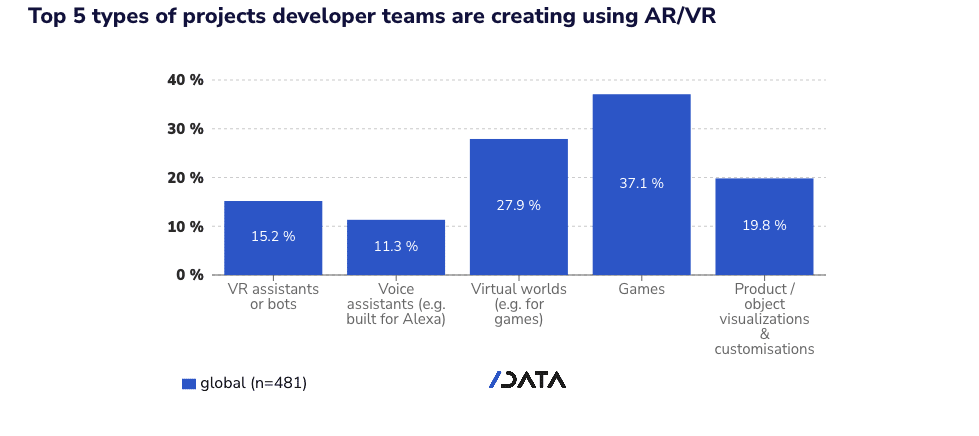 Top 5 types of projects developer teams are creating using AR/VR
40 %
30 %
20 %
10 %
0 %
15.2 %
11.3 %
27.9 %
37.1 %
19.8 %
VR assistants
or bots
Voice
assistants (e.g.
built for Alexa)
Virtual worlds
(e.g. for
games)
Games
Product /
object
visualizations
&
customisations
global (n=481)
/DATA